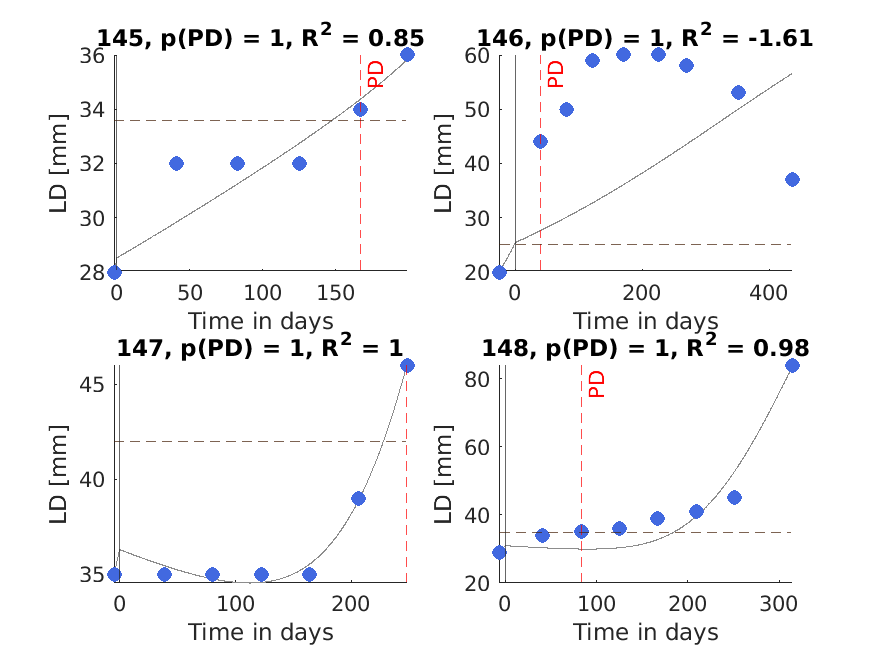 145, p(PD) = 1, R² = 0.85
36
34
32
30
28
LD [mm]
PD
0
50
100
150
Time in days
146, p(PD) = 1, R² = -1.61
60
50
40
30
20
LD [mm]
PD
0
200
400
Time in days
147, p(PD) = 1, R² = 1
45
40
35
LD [mm]
0
100
200
Time in days
148, p(PD) = 1, R² = 0.98
80
60
40
20
LD [mm]
PD
0
100
200
300
Time in days